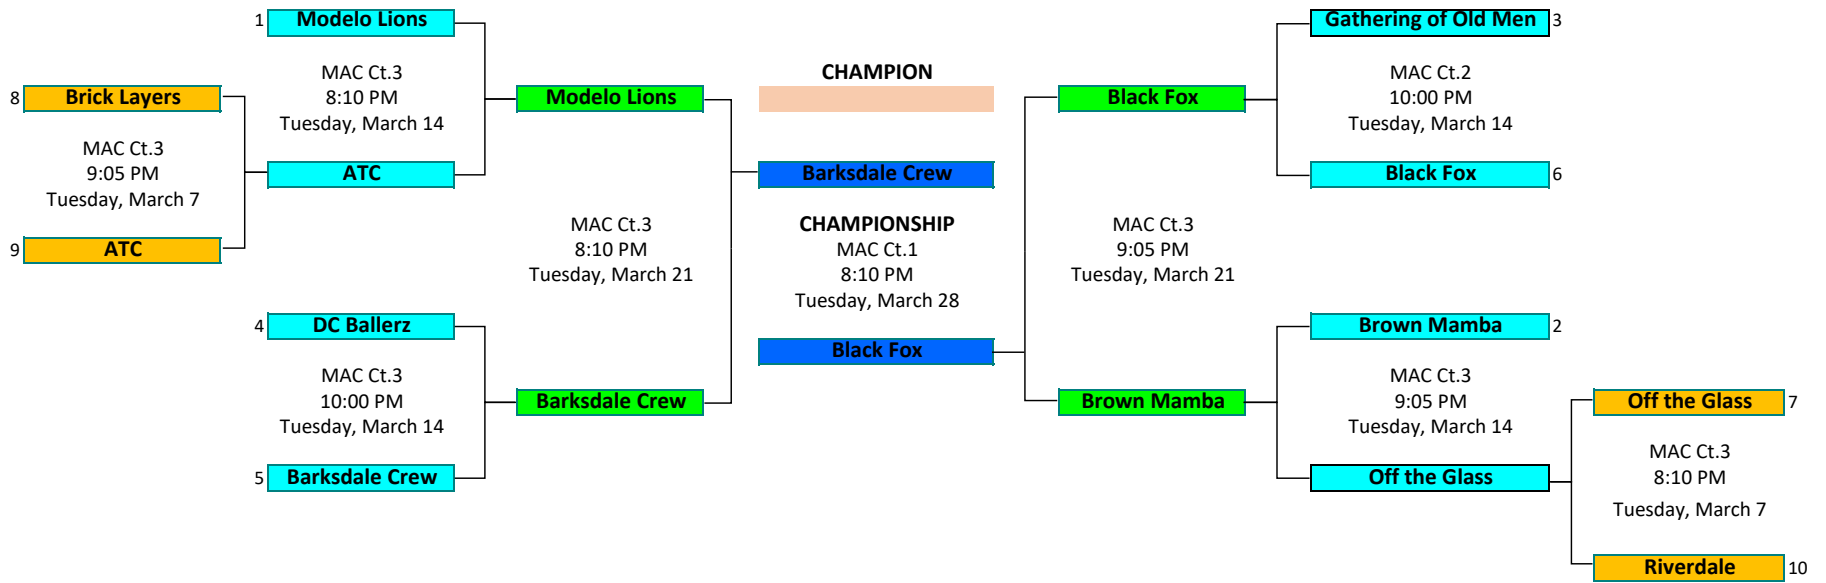 1 Modelo Lions
MAC Ct.3
8:10 PM
Tuesday, March 14
8 Brick Layers
MAC Ct.3
9:05 PM
Tuesday, March 7
ATC
9 ATC
Modelo Lions
MAC Ct.3
8:10 PM
Tuesday, March 21
4 DC Ballerz
MAC Ct.3
10:00 PM
Tuesday, March 14
Barksdale Crew
5 Barksdale Crew
CHAMPION
Barksdale Crew
CHAMPIONSHIP
MAC Ct.1
8:10 PM
Tuesday, March 28
Black Fox
Gathering of Old Men 3
MAC Ct.2
10:00 PM
Tuesday, March 14
Black Fox
Black Fox 6
MAC Ct.3
9:05 PM
Tuesday, March 21
Brown Mamba 2
MAC Ct.3
9:05 PM
Tuesday, March 14
Brown Mamba
Off the Glass
Off the Glass 7
MAC Ct.3
8:10 PM
Tuesday, March 7
Riverdale 10